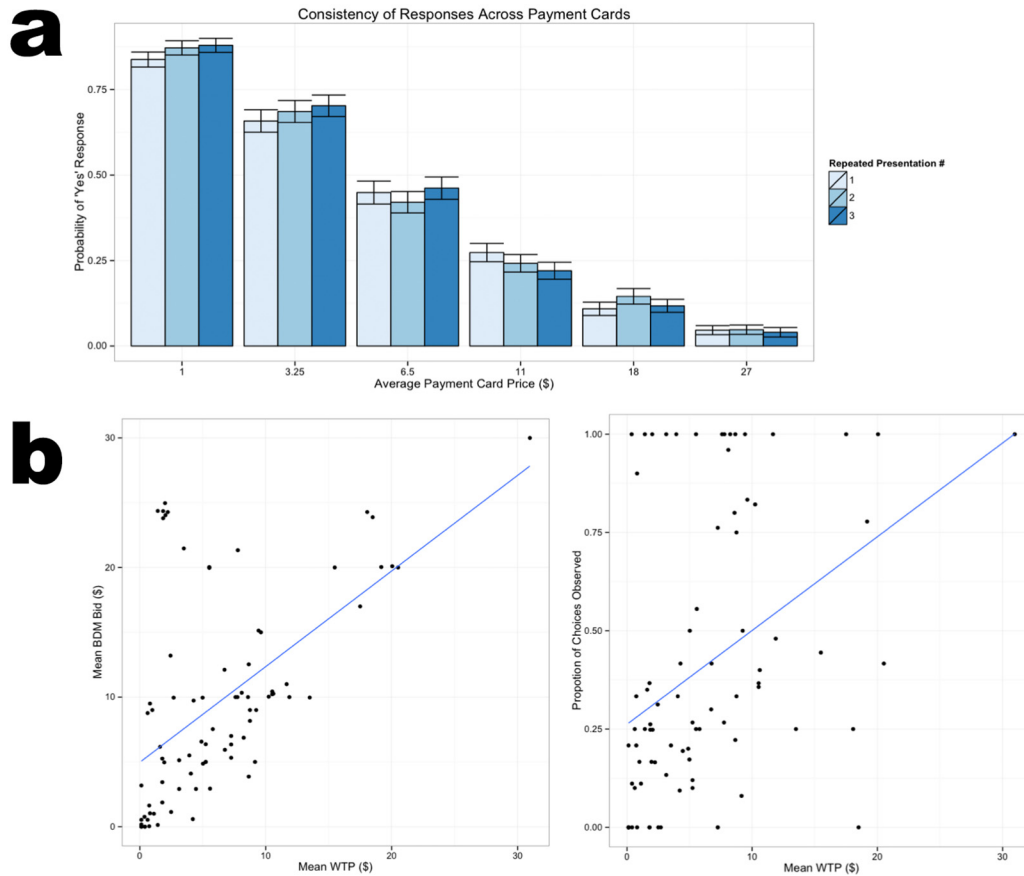 a
Consistency of Responses Across Payment Cards
Probability of 'Yes' Response
0.75
0.50
0.25
0.00
1 3.25 6.5 11 18 27
Average Payment Card Price ($)
Repeated Presentation #
1
2
3
b
Mean BDM Bid ($)
30
20
10
0
0 10 20 30
Mean WTP ($)
Propotion of Choices Observed
1.00
0.75
0.50
0.25
0.00
0 10 20 30
Mean WTP ($)